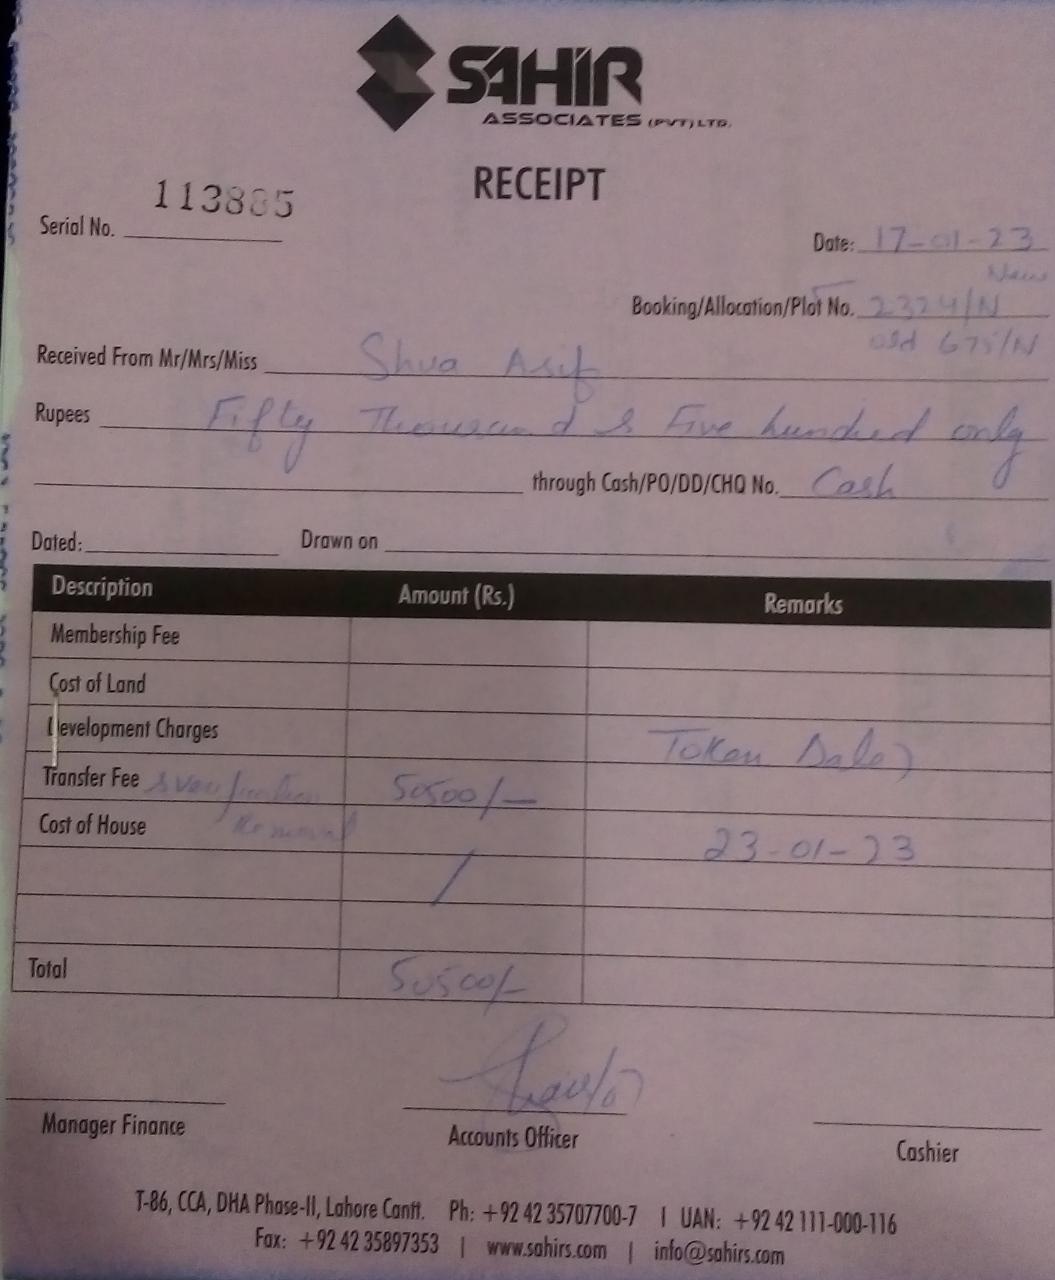 SAHIR
ASSOCIATES (PVT) LTD.
RECEIPT
113885
Serial No.
Date: 17-01-23
New
Booking/Allocation/Plot No. 2324/N
old 675/N
Received From Mr/Mrs/Miss Shua Asif
Rupees Fifty Thousand & Five hundred only
through Cash/PO/DD/CHQ No. Cash
Dated: Drawn on
Description Amount (Rs.) Remarks
Membership Fee
Cost of Land
Development Charges Token
Transfer Fee & Verification 50500/-
Cost of House 23-01-23
Total 50500/-
Manager Finance Accounts Officer Cashier
T-86, CCA, DHA Phase-II, Lahore Cantt. Ph: +92 42 35707700-7 | UAN: +92 42 111-000-116
Fax: +92 42 35897353 | www.sahirs.com | info@sahirs.com